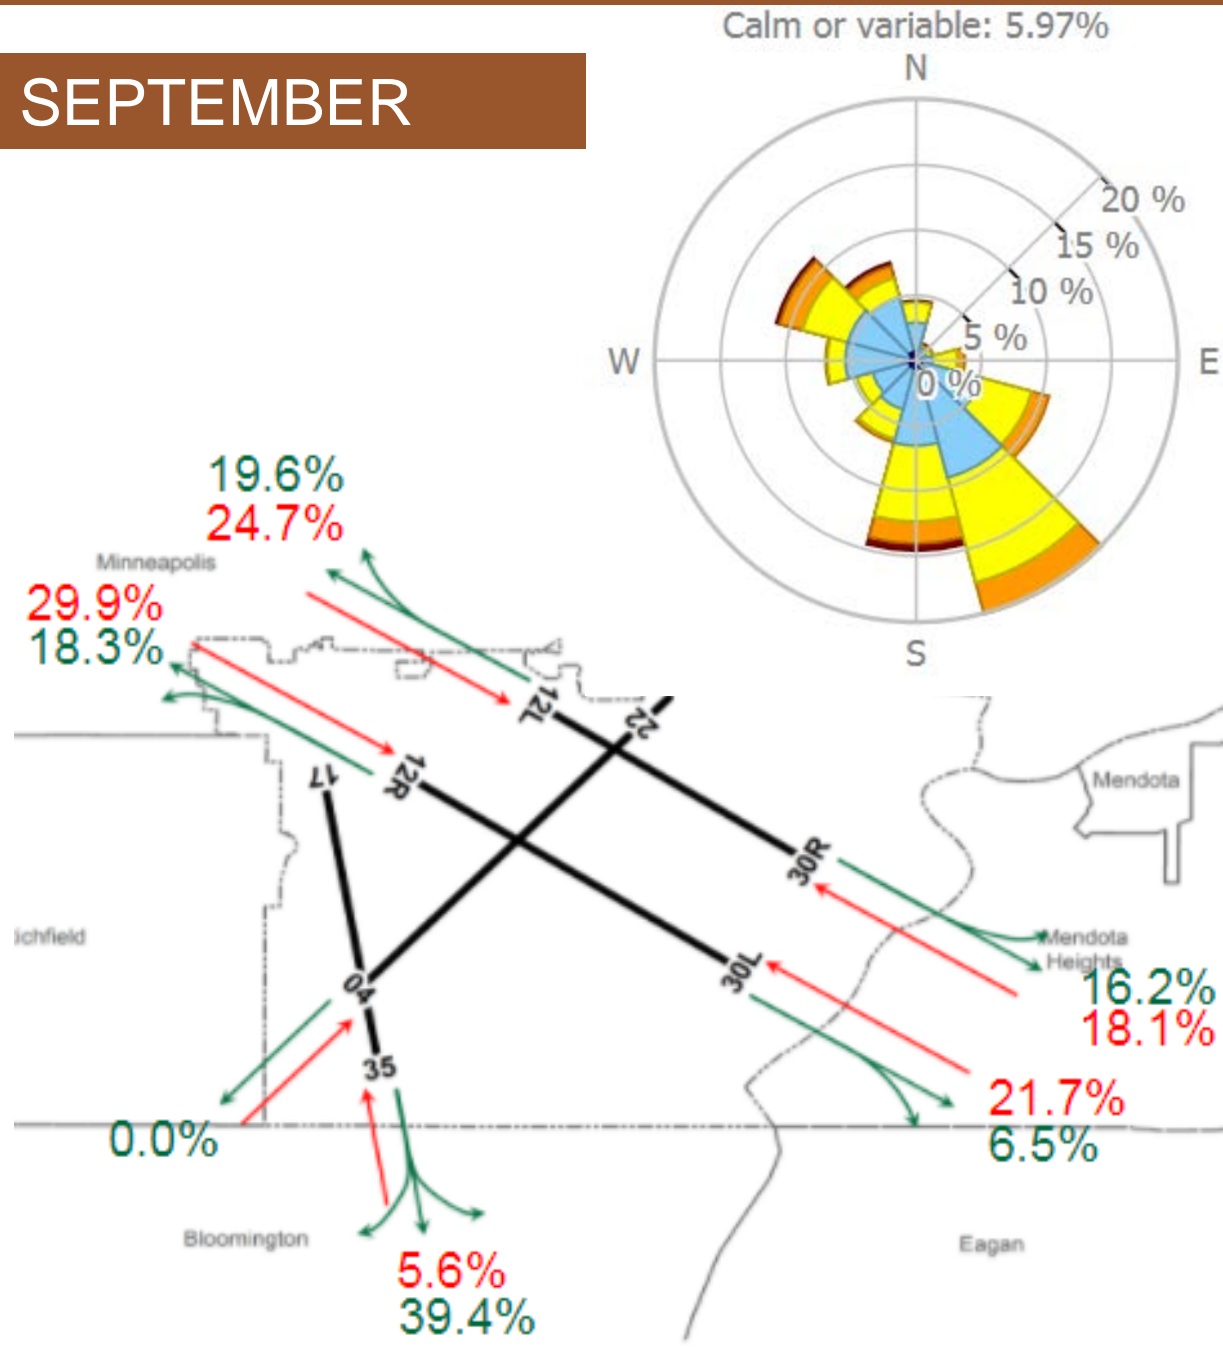 Calm or variable: 5.97%
SEPTEMBER
N
20 %
15 %
10 %
5 %
0 %
W
E
S
19.6%
24.7%
Minneapolis
29.9%
18.3%
12L
22
12R
17
Mendota
30R
ichfield
Mendota
Heights
30L
04
16.2%
18.1%
35
21.7%
6.5%
0.0%
Bloomington
Eagan
5.6%
39.4%